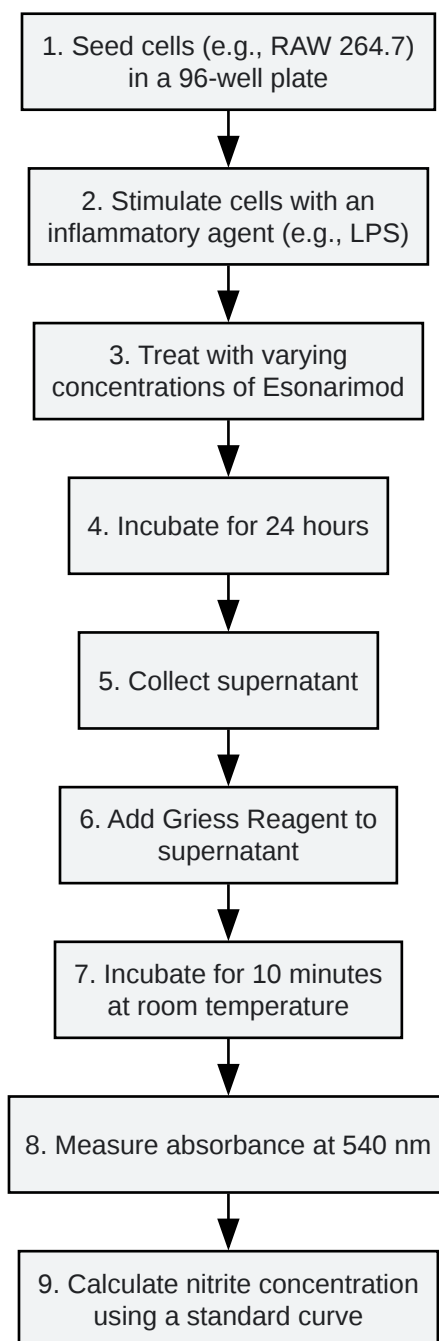 1. Seed cells (e.g., RAW 264.7)
in a 96-well plate
2. Stimulate cells with an
inflammatory agent (e.g., LPS)
3. Treat with varying
concentrations of Esonarimod
4. Incubate for 24 hours
5. Collect supernatant
6. Add Griess Reagent to
supernatant
7. Incubate for 10 minutes
at room temperature
8. Measure absorbance at 540 nm
9. Calculate nitrite concentration
using a standard curve